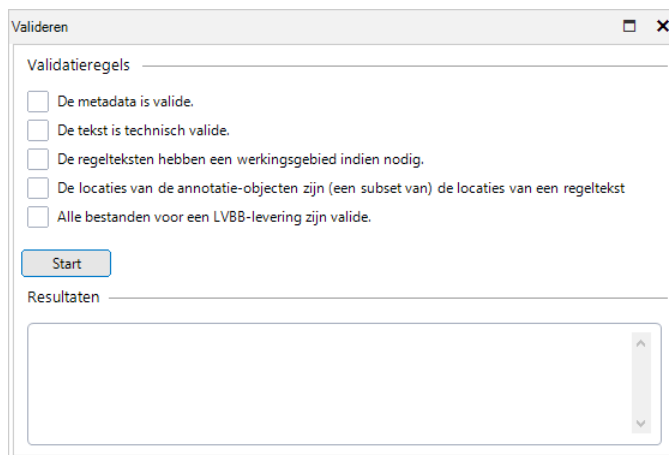 Valideren
Validatieregels
De metadata is valide.
De tekst is technisch valide.
De regelteksten hebben een werkingsgebied indien nodig.
De locaties van de annotatie-objecten zijn (een subset van) de locaties van een regeltekst
Alle bestanden voor een LVBB-levering zijn valide.
Start
Resultaten